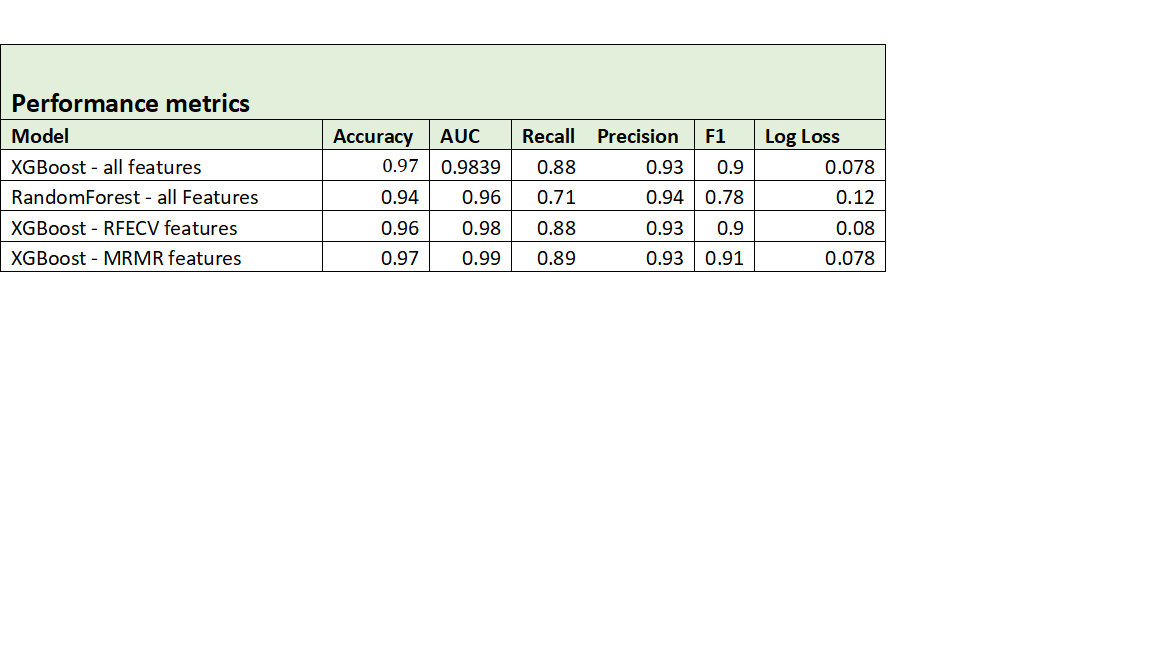 Performance metrics
Model Accuracy AUC Recall Precision F1 Log Loss
XGBoost - all features 0.97 0.9839 0.88 0.93 0.9 0.078
RandomForest - all Features 0.94 0.96 0.71 0.94 0.78 0.12
XGBoost - RFECV features 0.96 0.98 0.88 0.93 0.9 0.08
XGBoost - MRMR features 0.97 0.99 0.89 0.93 0.91 0.078